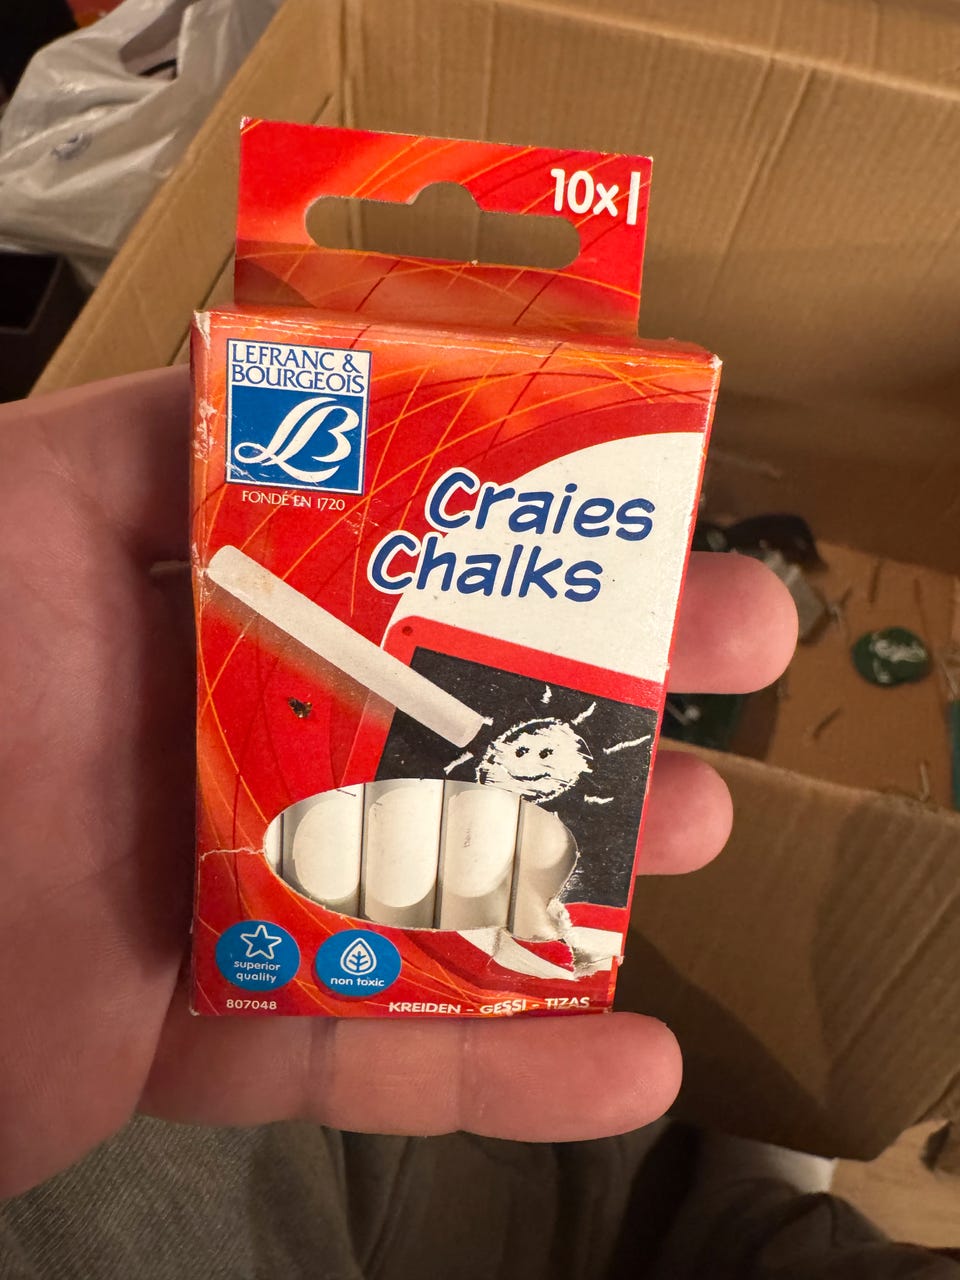 10x
LEFRANC &
BOURGEOIS
LB
FONDÉ EN 1720
Craies
Chalks
superior
quality
non toxic
807048
KREIDEN - GESSI - TIZAS